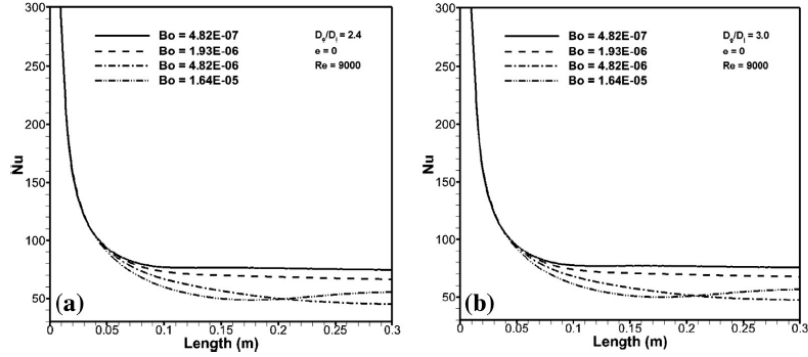 300
250
200
150
100
50
Nu
Bo = 4.82E-07
Bo = 1.93E-06
Bo = 4.82E-06
Bo = 1.64E-05
Do/Di = 2.4
e = 0
Re = 9000
(a)
0
0.05
0.1
0.15
0.2
0.25
0.3
Length (m)
300
250
200
150
100
50
Nu
Bo = 4.82E-07
Bo = 1.93E-06
Bo = 4.82E-06
Bo = 1.64E-05
Do/Di = 3.0
e = 0
Re = 9000
(b)
0
0.05
0.1
0.15
0.2
0.25
0.3
Length (m)